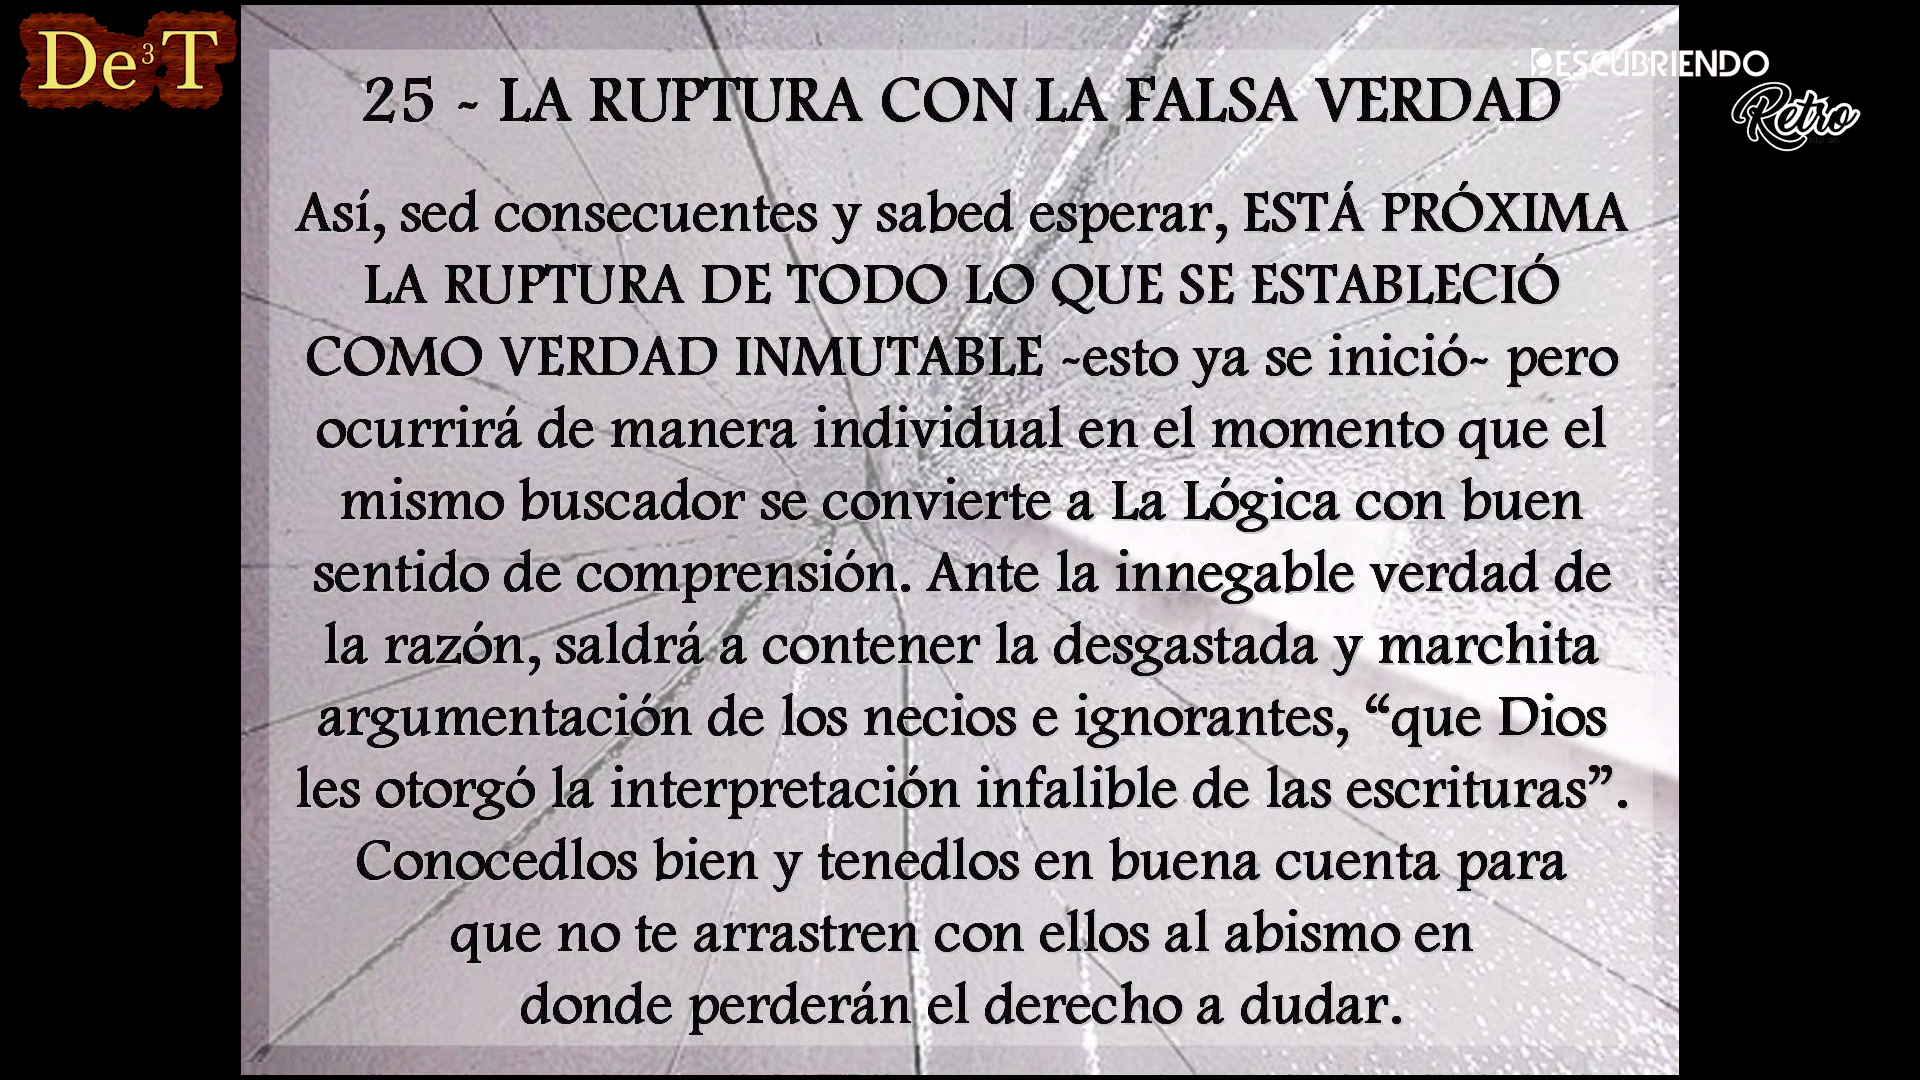 De³T
DESCUBRIENDO
Retro
25 ~ LA RUPTURA CON LA FALSA VERDAD
Así, sed consecuentes y sabed esperar, ESTÁ PRÓXIMA
LA RUPTURA DE TODO LO QUE SE ESTABLECIÓ
COMO VERDAD INMUTABLE ~esto ya se inició~ pero
ocurrirá de manera individual en el momento que el
mismo buscador se convierte a La Lógica con buen
sentido de comprensión. Ante la innegable verdad de
la razón, saldrá a contener la desgastada y marchita
argumentación de los necios e ignorantes, “que Dios
les otorgó la interpretación infalible de las escrituras”.
Conocedlos bien y tenedlos en buena cuenta para
que no te arrastren con ellos al abismo en
donde perderán el derecho a dudar.